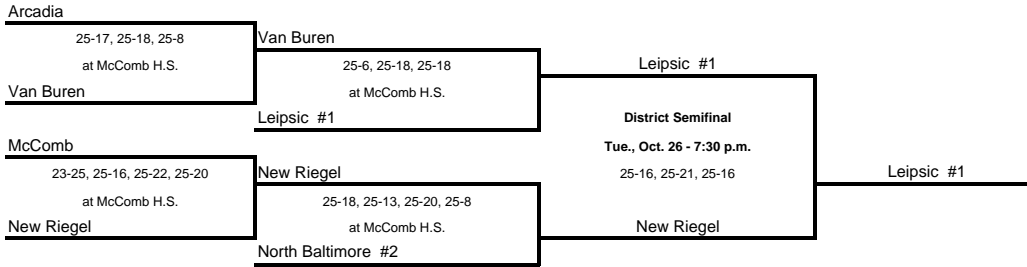 Arcadia
25-17, 25-18, 25-8
at McComb H.S.
Van Buren
Van Buren
25-6, 25-18, 25-18
at McComb H.S.
Leipsic #1
Leipsic #1
District Semifinal
Tue., Oct. 26 - 7:30 p.m.
25-16, 25-21, 25-16
New Riegel
Leipsic #1
McComb
23-25, 25-16, 25-22, 25-20
at McComb H.S.
New Riegel
New Riegel
25-18, 25-13, 25-20, 25-8
at McComb H.S.
North Baltimore #2